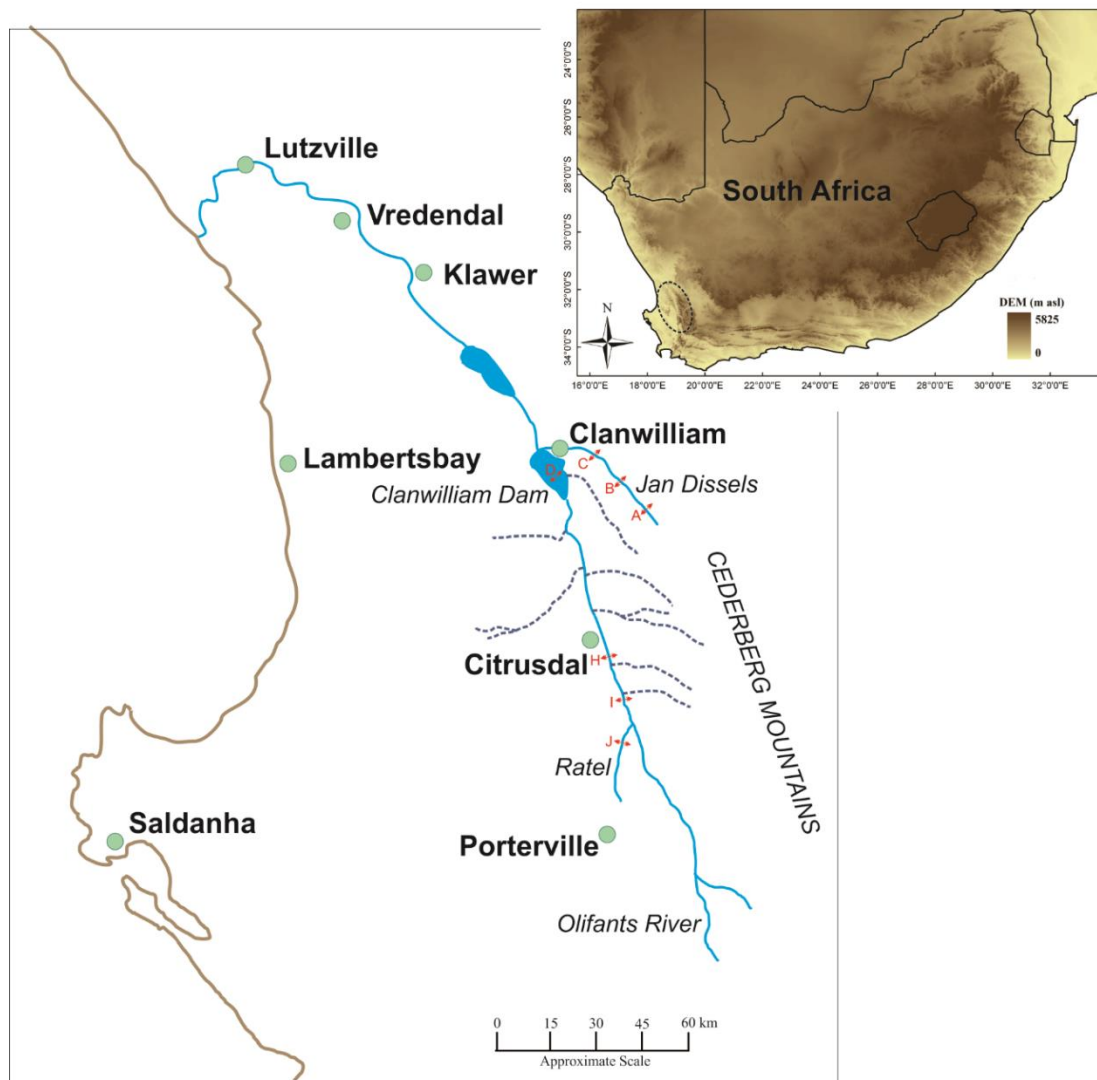 Lutzville
Vredendal
Klawer
Clanwilliam
Lambertsbay
Clanwilliam Dam
Jan Dissels
A
B
C
D
CEDERBERG MOUNTAINS
Citrusdal
H
I
J
Ratel
Saldanha
Porterville
Olifants River
0 15 30 45 60 km
Approximate Scale
South Africa
N
DEM (m asl)
5825
0
24°0'0"S
26°0'0"S
28°0'0"S
30°0'0"S
32°0'0"S
34°0'0"S
16°0'0"E 18°0'0"E 20°0'0"E 22°0'0"E 24°0'0"E 26°0'0"E 28°0'0"E 30°0'0"E 32°0'0"E